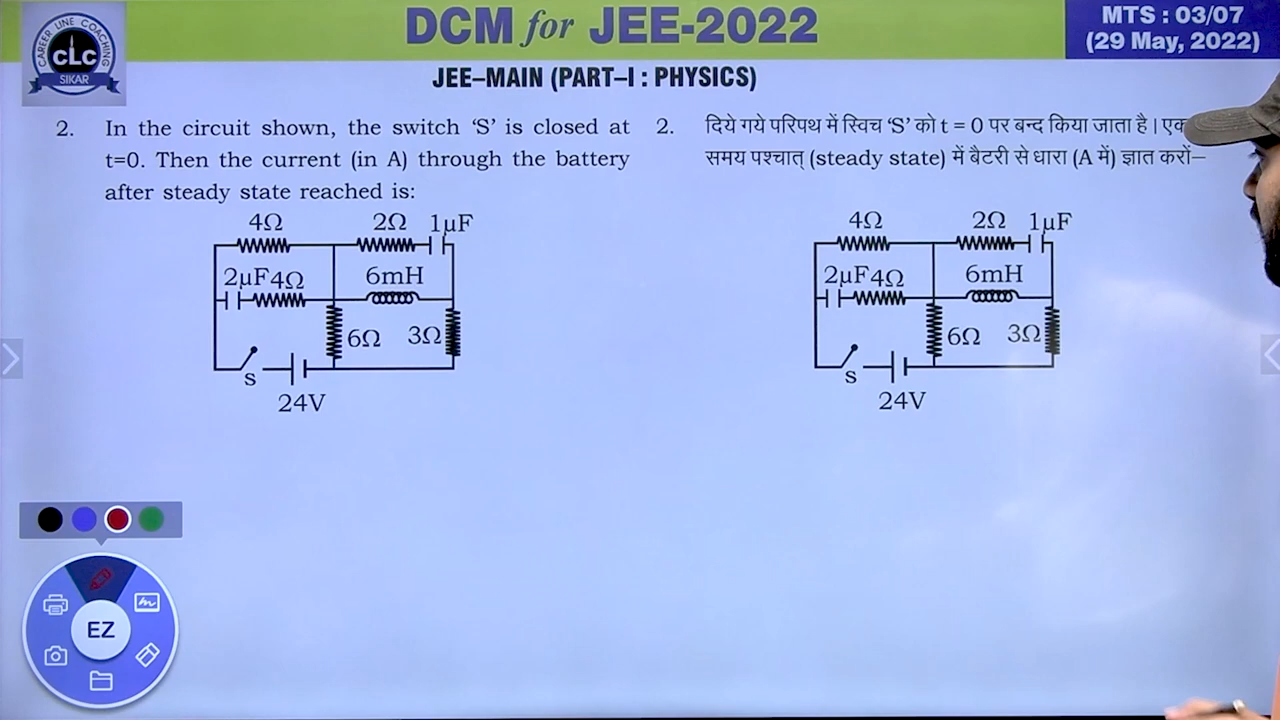 DCM for JEE-2022
MTS : 03/07
(29 May, 2022)
CAREER LINE COACHING
CLC
SIKAR
JEE–MAIN (PART–I : PHYSICS)
2. In the circuit shown, the switch ‘S’ is closed at
t=0. Then the current (in A) through the battery
after steady state reached is:
4Ω 2Ω 1μF
2μF 4Ω 6mH
6Ω 3Ω
S
24V
2. दिये गये परिपथ में स्विच ‘S’ को t = 0 पर बन्द किया जाता है।
समय पश्चात् (steady state) में बैटरी से धारा (A में) ज्ञात करों–
4Ω 2Ω 1μF
2μF 4Ω 6mH
6Ω 3Ω
S
24V
EZ